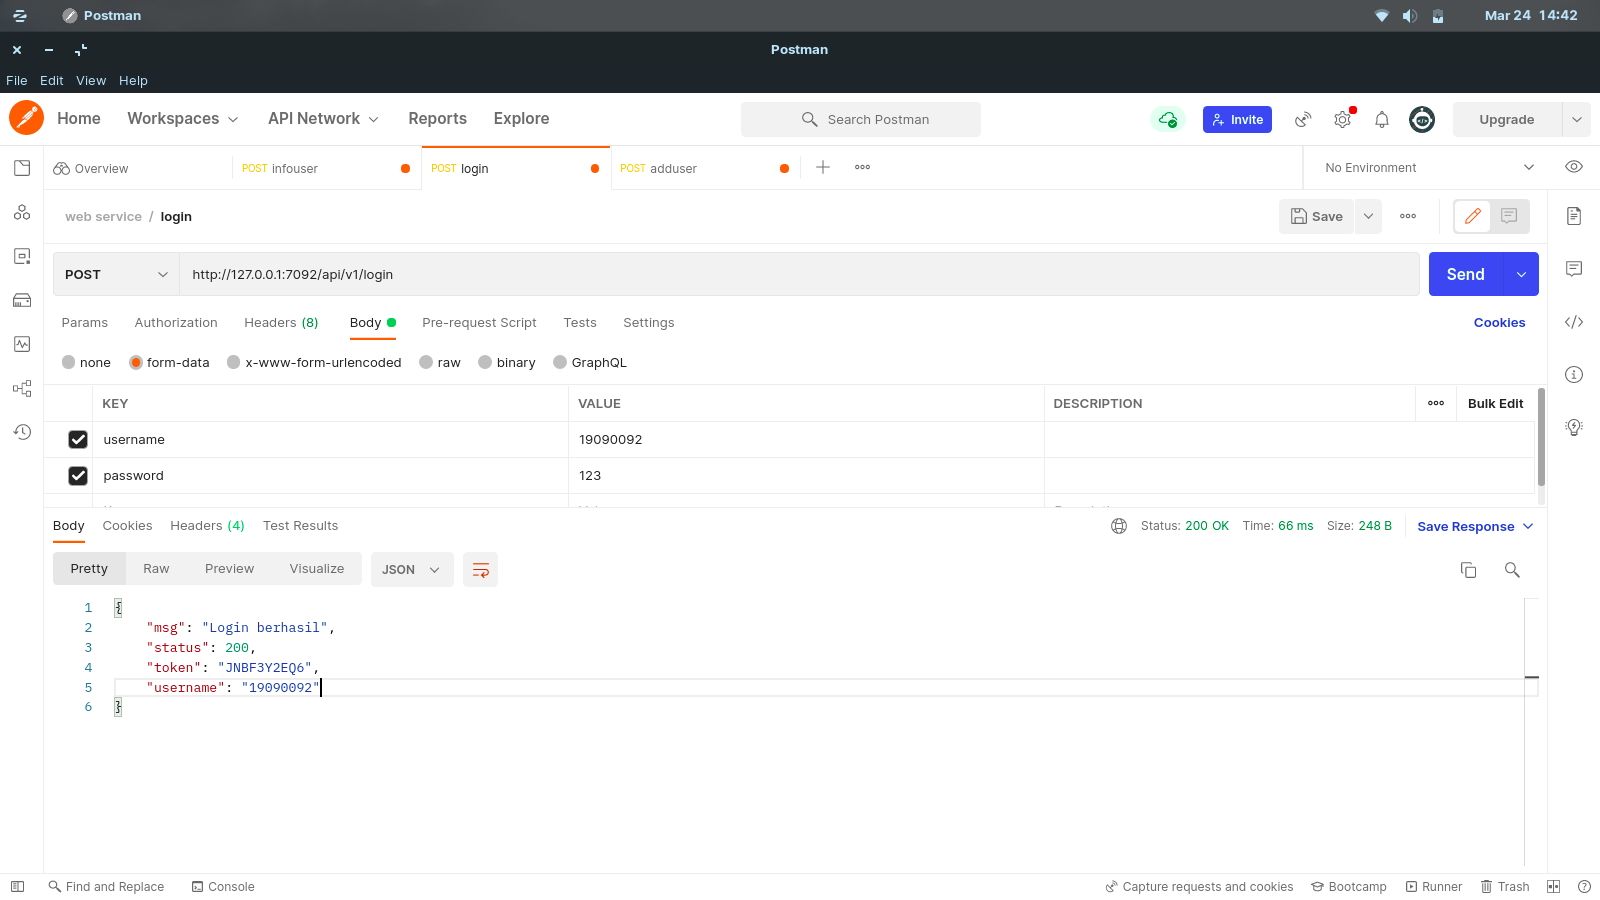 Postman
Mar 24 14:42
Postman
File Edit View Help
Home Workspaces API Network Reports Explore Search Postman Invite Upgrade
Overview POST infouser POST login POST adduser No Environment
web service / login Save
POST http://127.0.0.1:7092/api/v1/login Send
Params Authorization Headers (8) Body Pre-request Script Tests Settings Cookies
none form-data x-www-form-urlencoded raw binary GraphQL
KEY VALUE DESCRIPTION Bulk Edit
username 19090092
password 123
Body Cookies Headers (4) Test Results Status: 200 OK Time: 66 ms Size: 248 B Save Response
Pretty Raw Preview Visualize JSON
1 {
2 "msg": "Login berhasil",
3 "status": 200,
4 "token": "JNBF3Y2EQ6",
5 "username": "19090092"
6 }
Find and Replace Console Capture requests and cookies Bootcamp Runner Trash